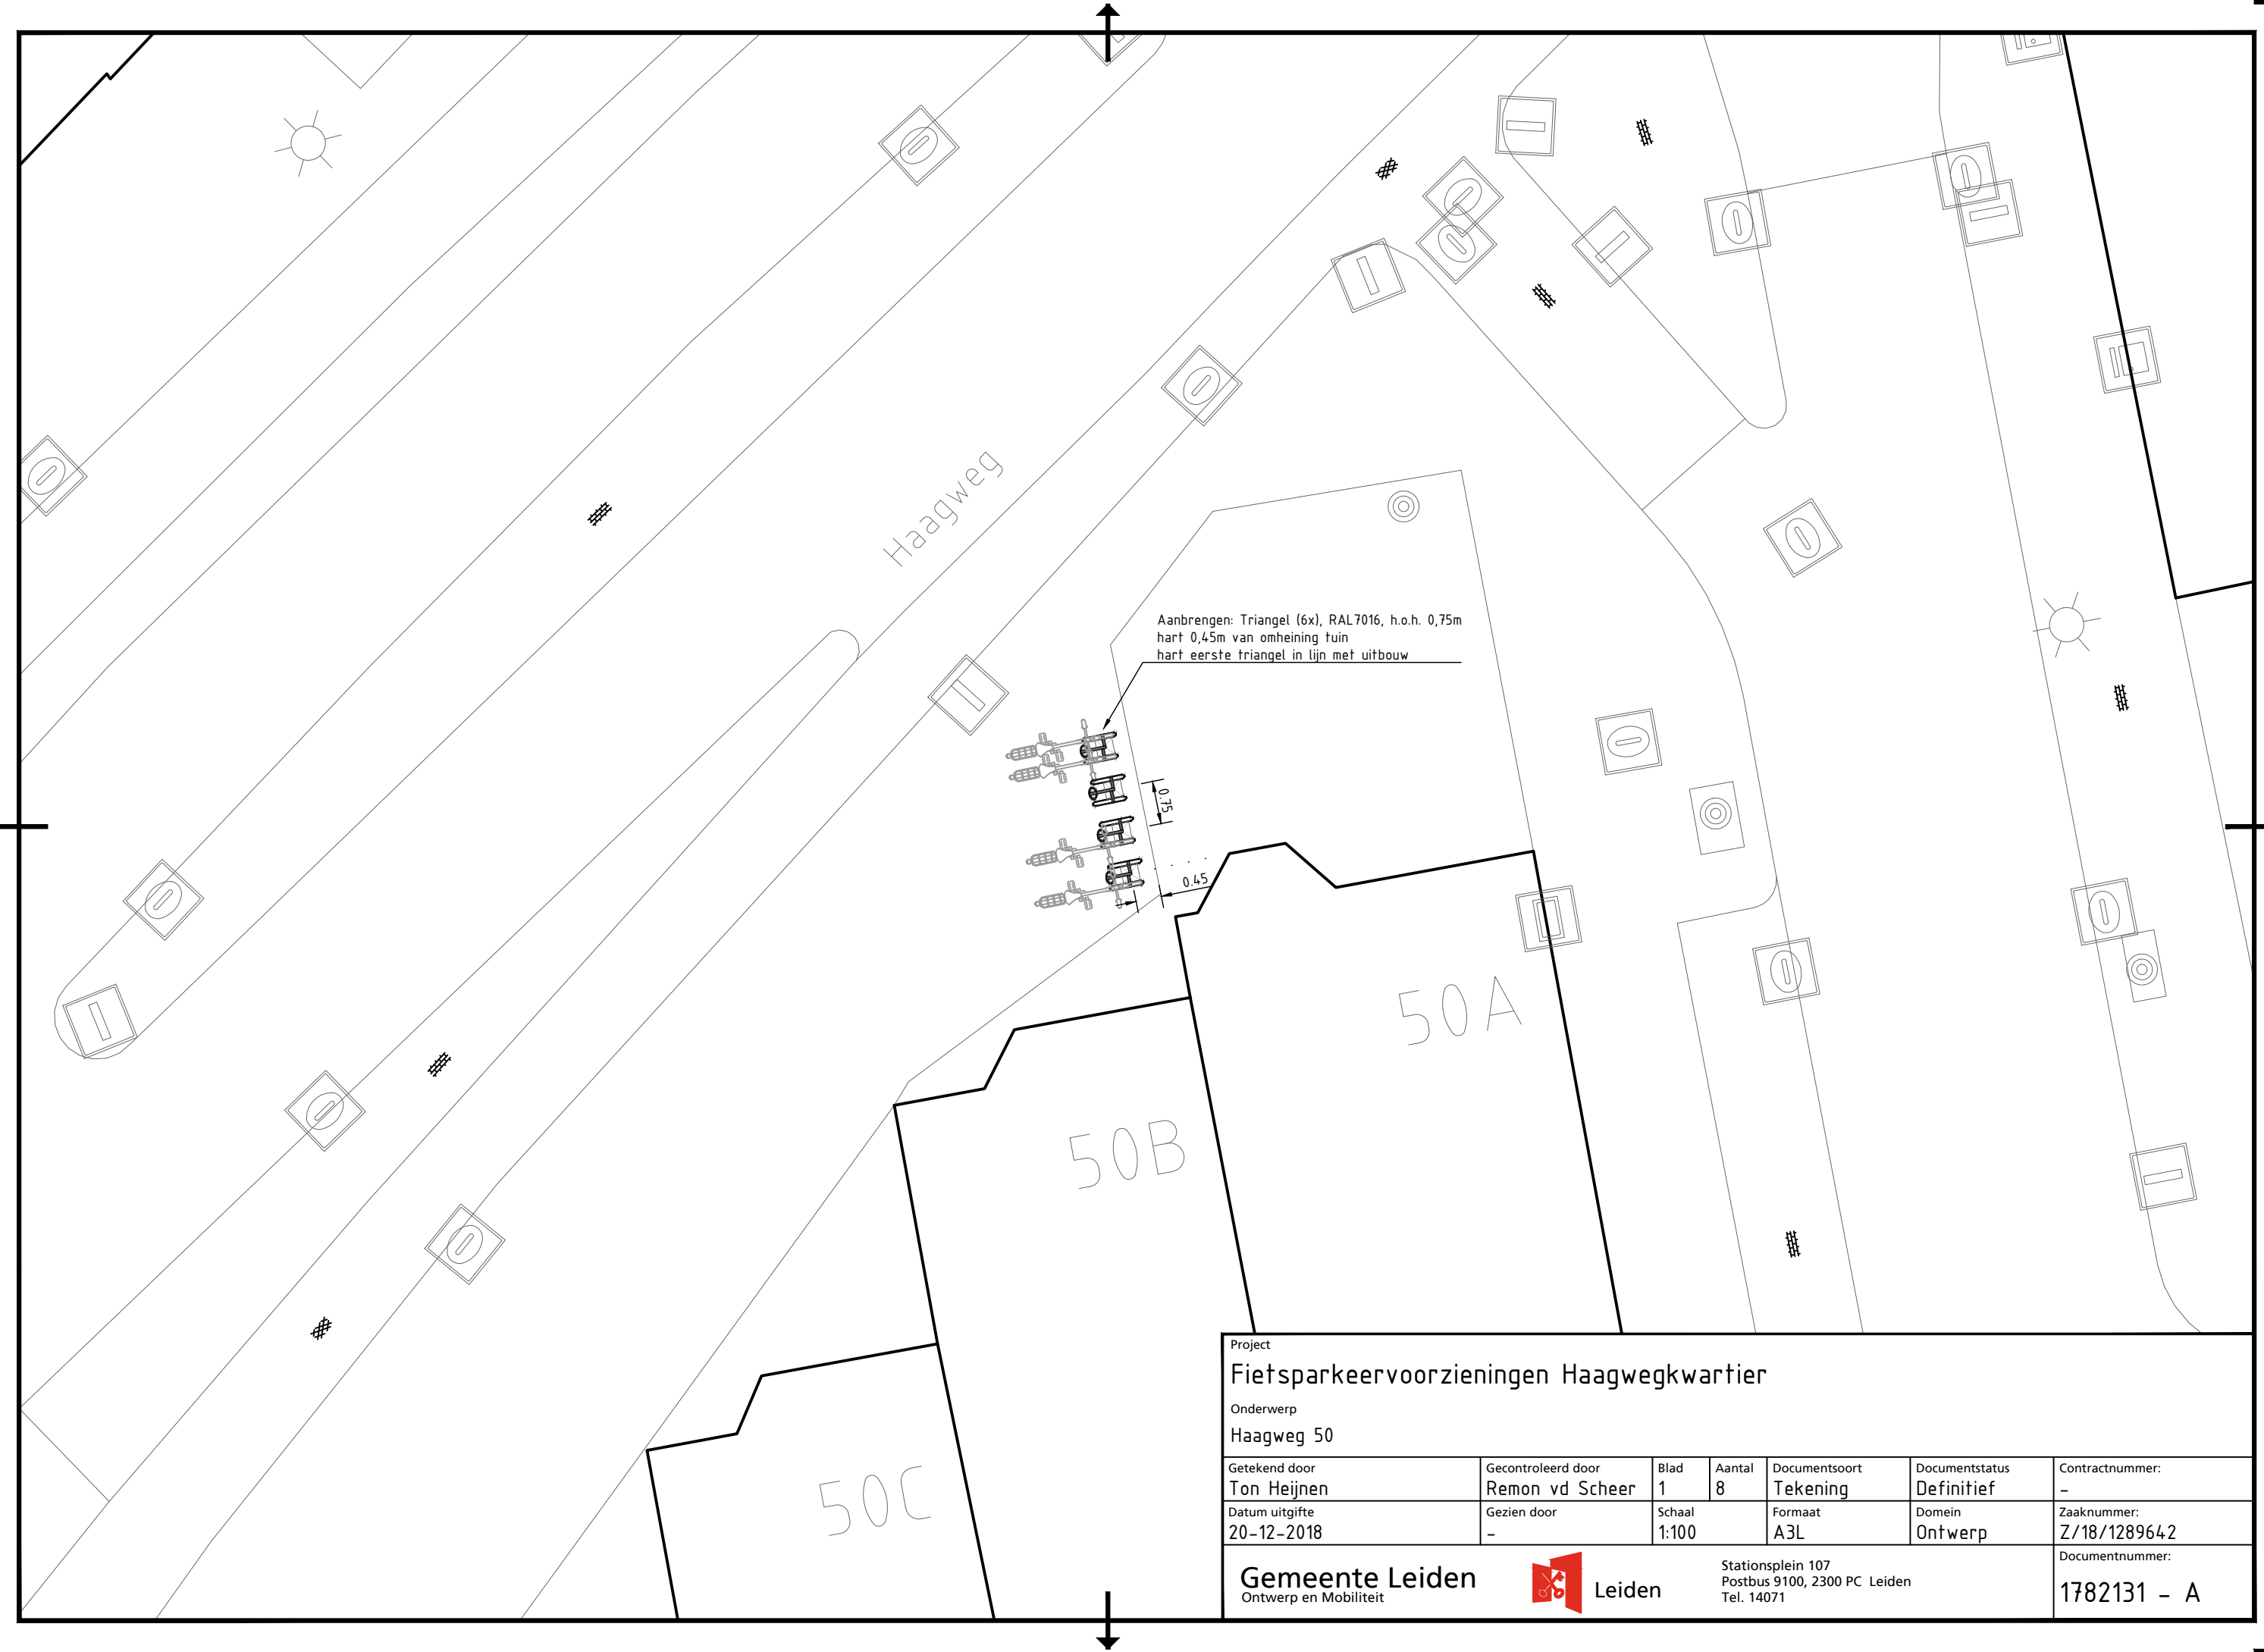 Haagweg
Aanbrengen: Triangel (6x), RAL7016, h.o.h. 0,75m
hart 0,45m van omheining tuin
hart eerste triangel in lijn met uitbouw
0.75
0.45
50A
50B
50C
Project
Fietsparkeervoorzieningen Haagwegkwartier
Onderwerp
Haagweg 50
Getekend door
Ton Heijnen
Gecontroleerd door
Remon vd Scheer
Blad
1
Aantal
8
Documentsoort
Tekening
Documentstatus
Definitief
Contractnummer:
-
Datum uitgifte
20-12-2018
Gezien door
-
Schaal
1:100
Formaat
A3L
Domein
Ontwerp
Zaaknummer:
Z/18/1289642
Gemeente Leiden
Ontwerp en Mobiliteit
Leiden
Stationsplein 107
Postbus 9100, 2300 PC Leiden
Tel. 14071
Documentnummer:
1782131 - A